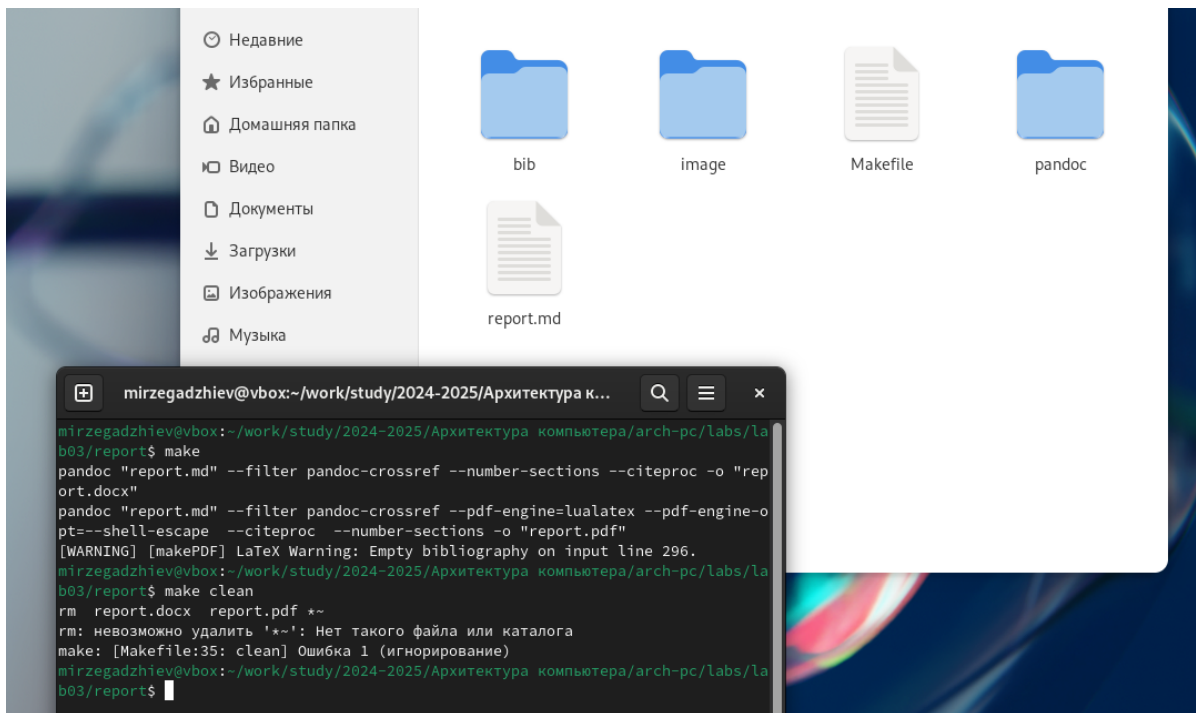 Недавние
Избранные
Домашняя папка
Видео
Документы
Загрузки
Изображения
Музыка
bib
image
Makefile
pandoc
report.md
mirzegadzhiev@vbox:~/work/study/2024-2025/Архитектура к...
mirzegadzhiev@vbox:~/work/study/2024-2025/Архитектура компьютера/arch-pc/labs/la
b03/report$ make
pandoc "report.md" --filter pandoc-crossref --number-sections --citeproc -o "rep
ort.docx"
pandoc "report.md" --filter pandoc-crossref --pdf-engine=lualatex --pdf-engine-o
pt=--shell-escape  --citeproc  --number-sections -o "report.pdf"
[WARNING] [makePDF] LaTeX Warning: Empty bibliography on input line 296.
mirzegadzhiev@vbox:~/work/study/2024-2025/Архитектура компьютера/arch-pc/labs/la
b03/report$ make clean
rm  report.docx  report.pdf *~
rm: невозможно удалить '*~': Нет такого файла или каталога
make: [Makefile:35: clean] Ошибка 1 (игнорирование)
mirzegadzhiev@vbox:~/work/study/2024-2025/Архитектура компьютера/arch-pc/labs/la
b03/report$